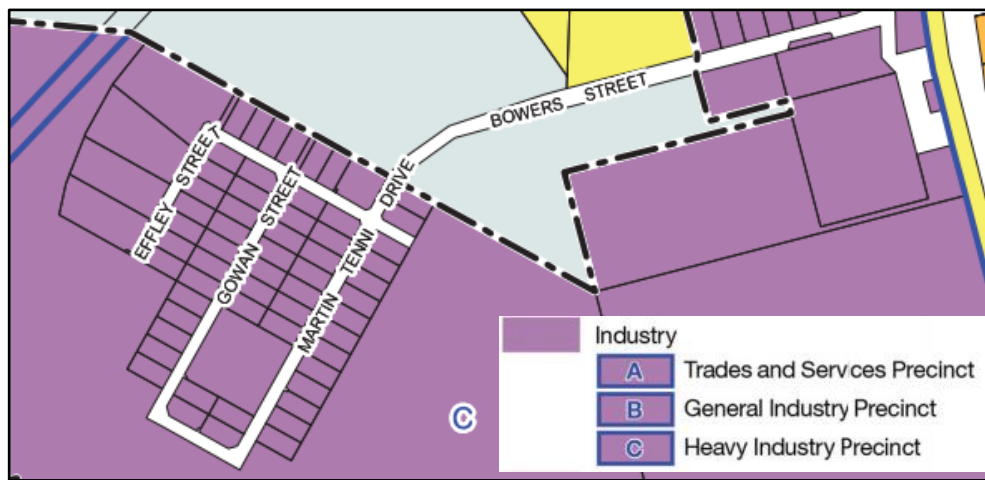 BOWERS STREET
DRIVE
TENNI
MARTIN
STREET
EFFLEY
STREET
GOWAN
C
Industry
A Trades and Servces Precinct
B General Industry Precinct
C Heavy Industry Precinct